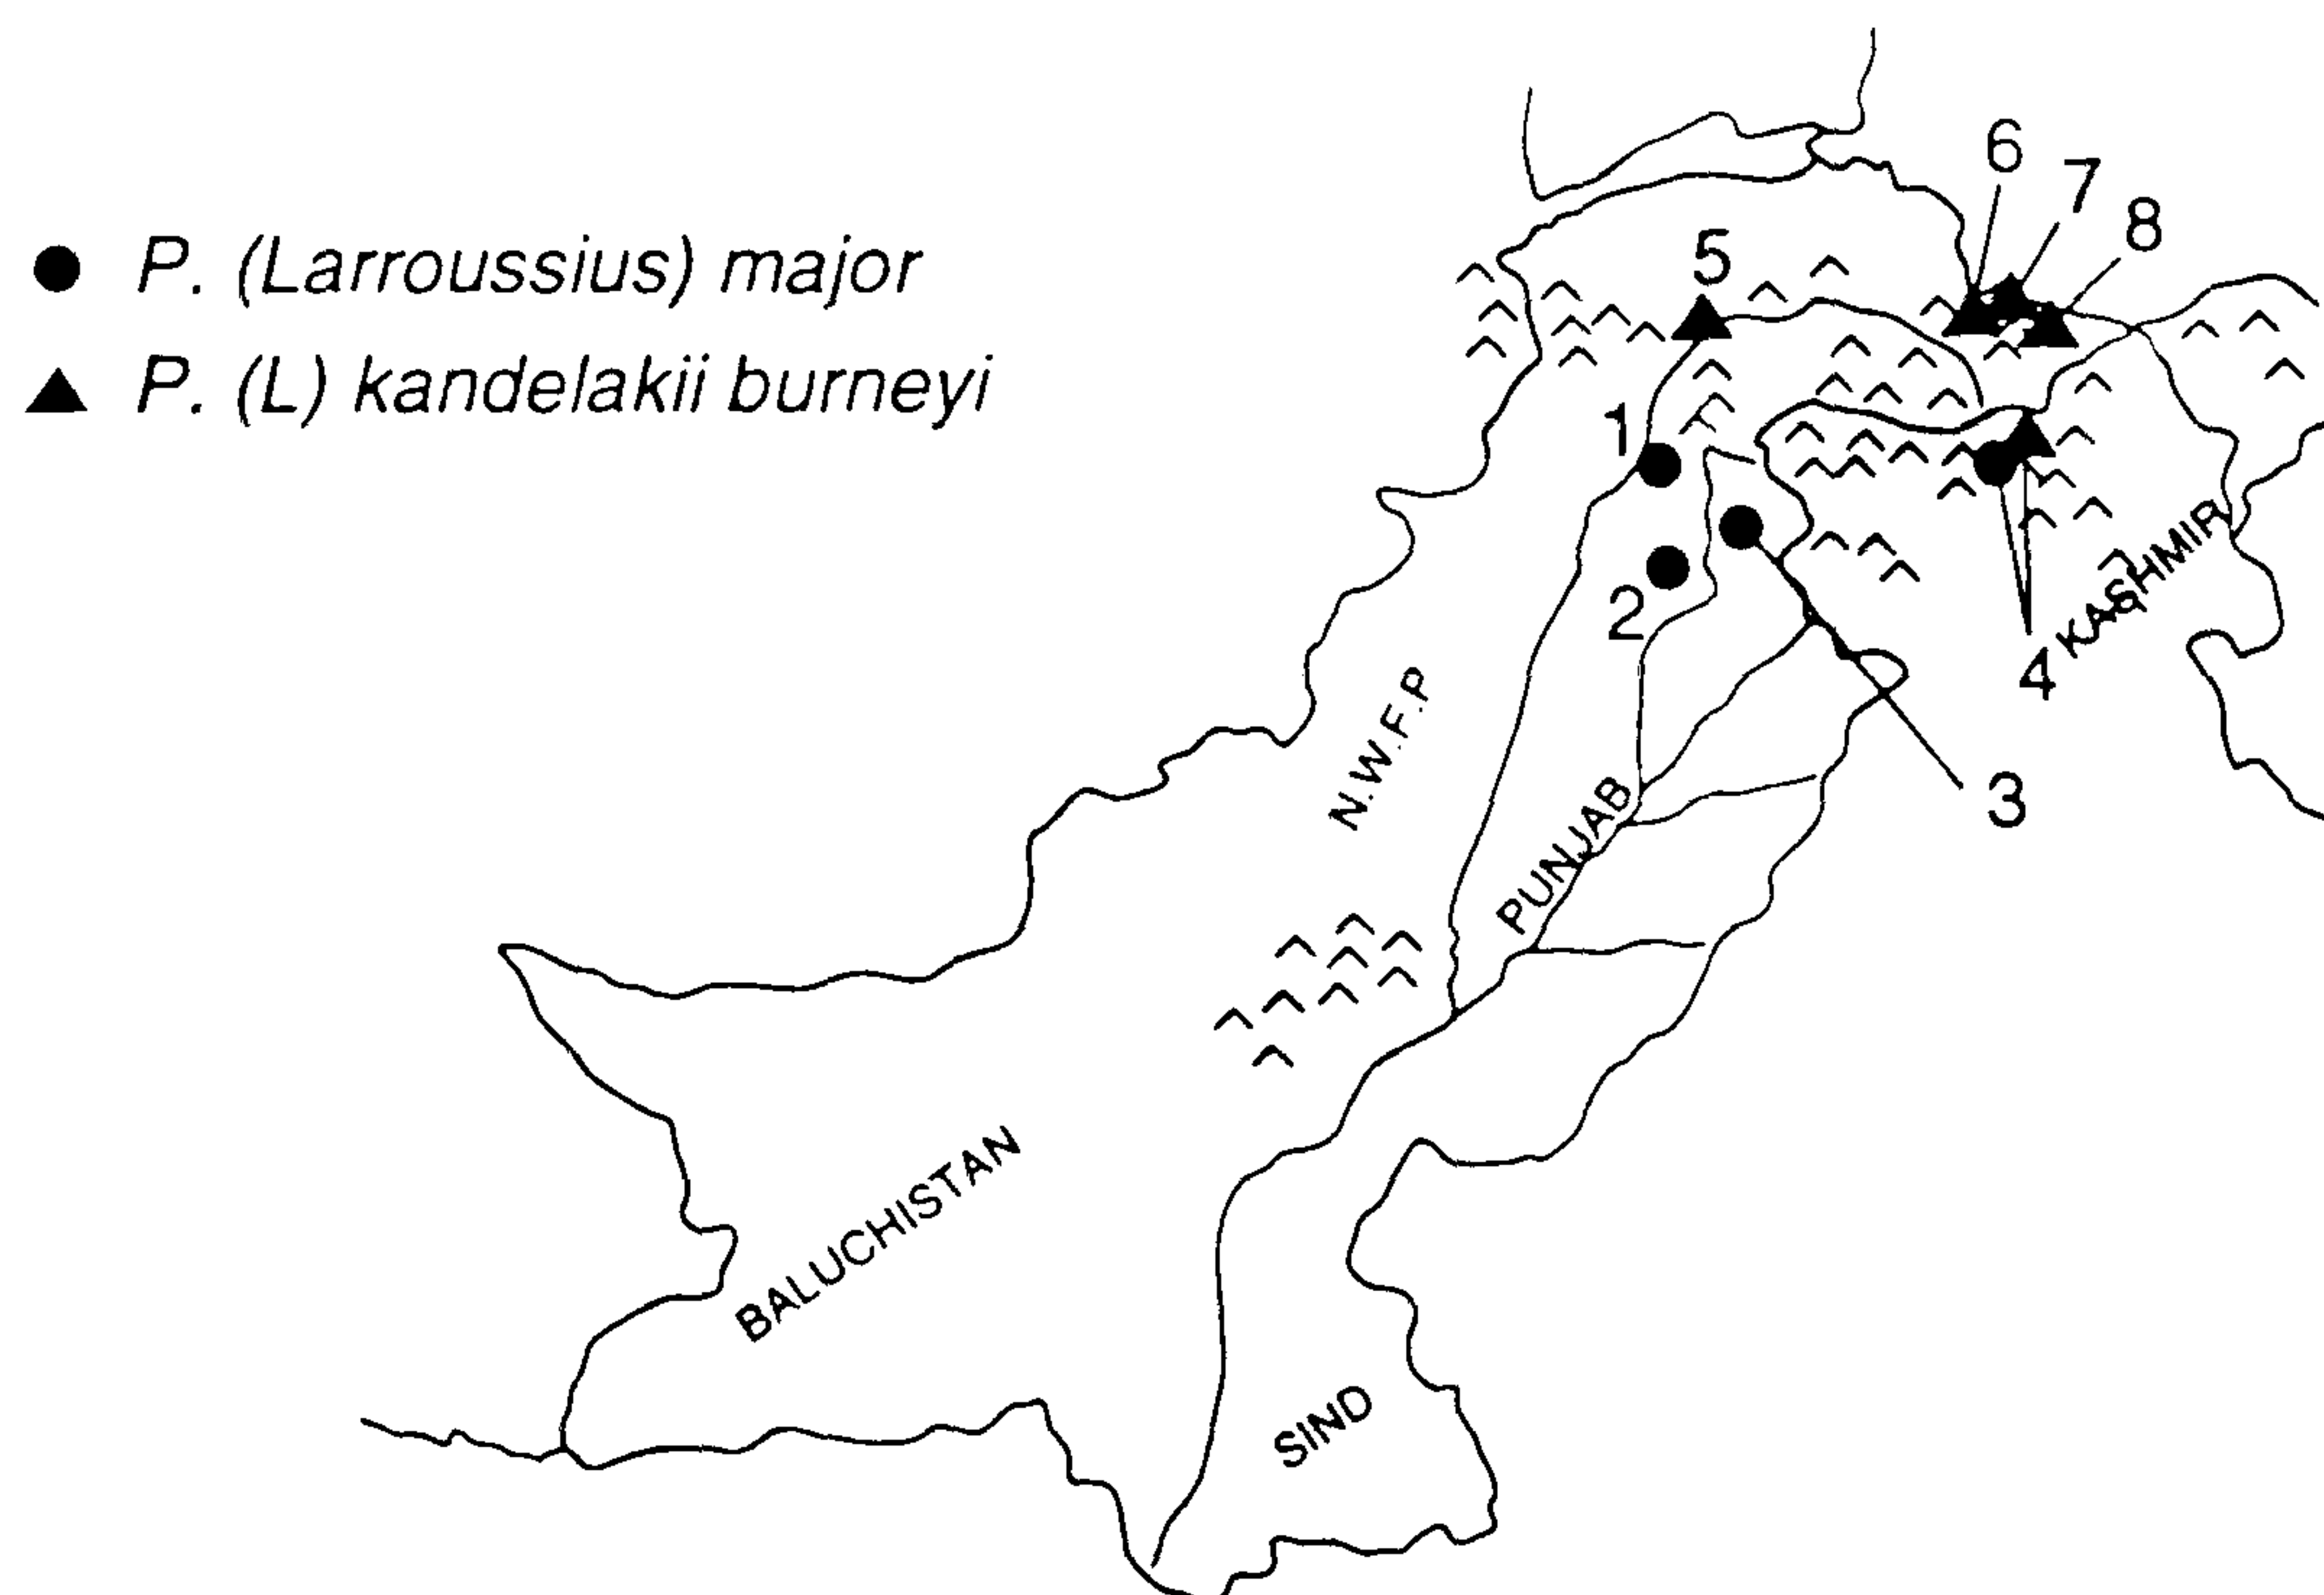 P. (Larroussius) major
P. (L) kandelakii burneyi
6
7
8
5
1
2
KASHMIR
4
3
N.W.F.P
PUNJAB
BALUCHISTAN
SIND